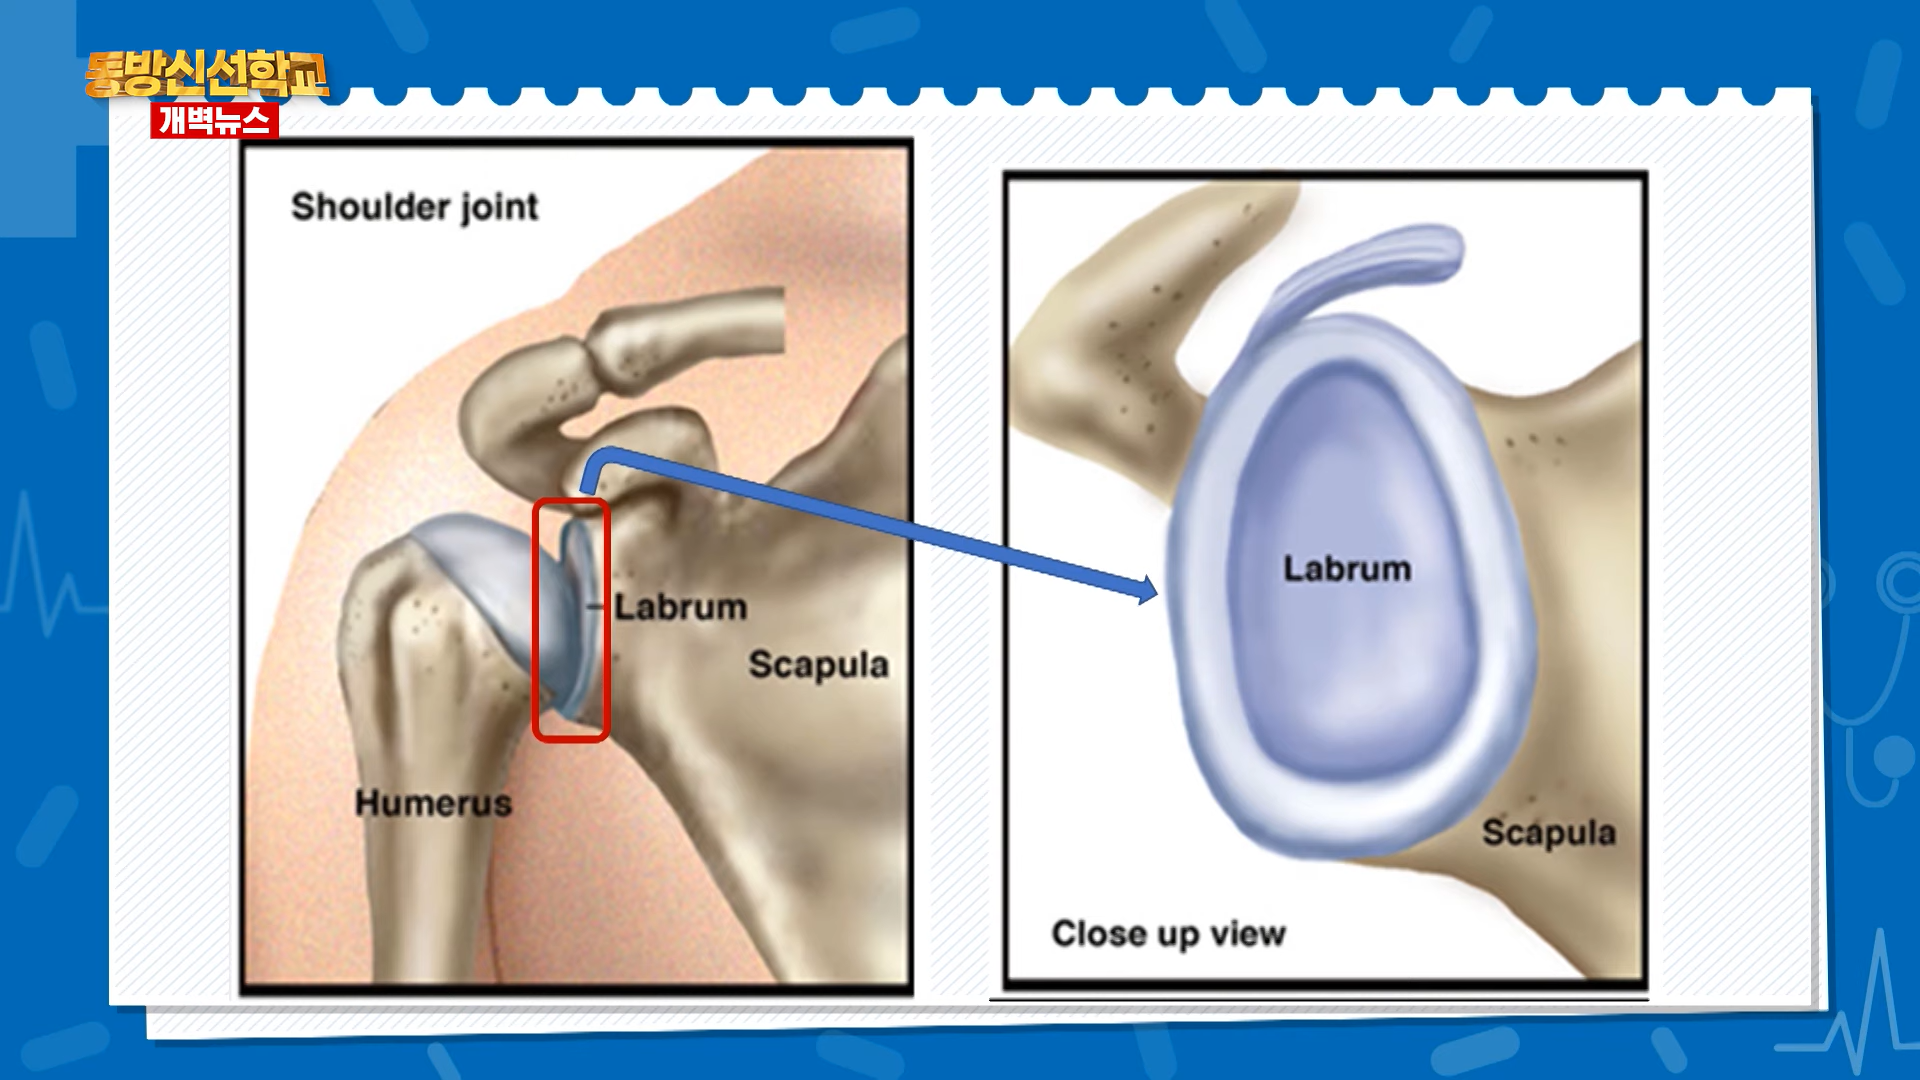 동방신선학교
개벽뉴스
Shoulder joint
Labrum
Scapula
Humerus
Labrum
Scapula
Close up view